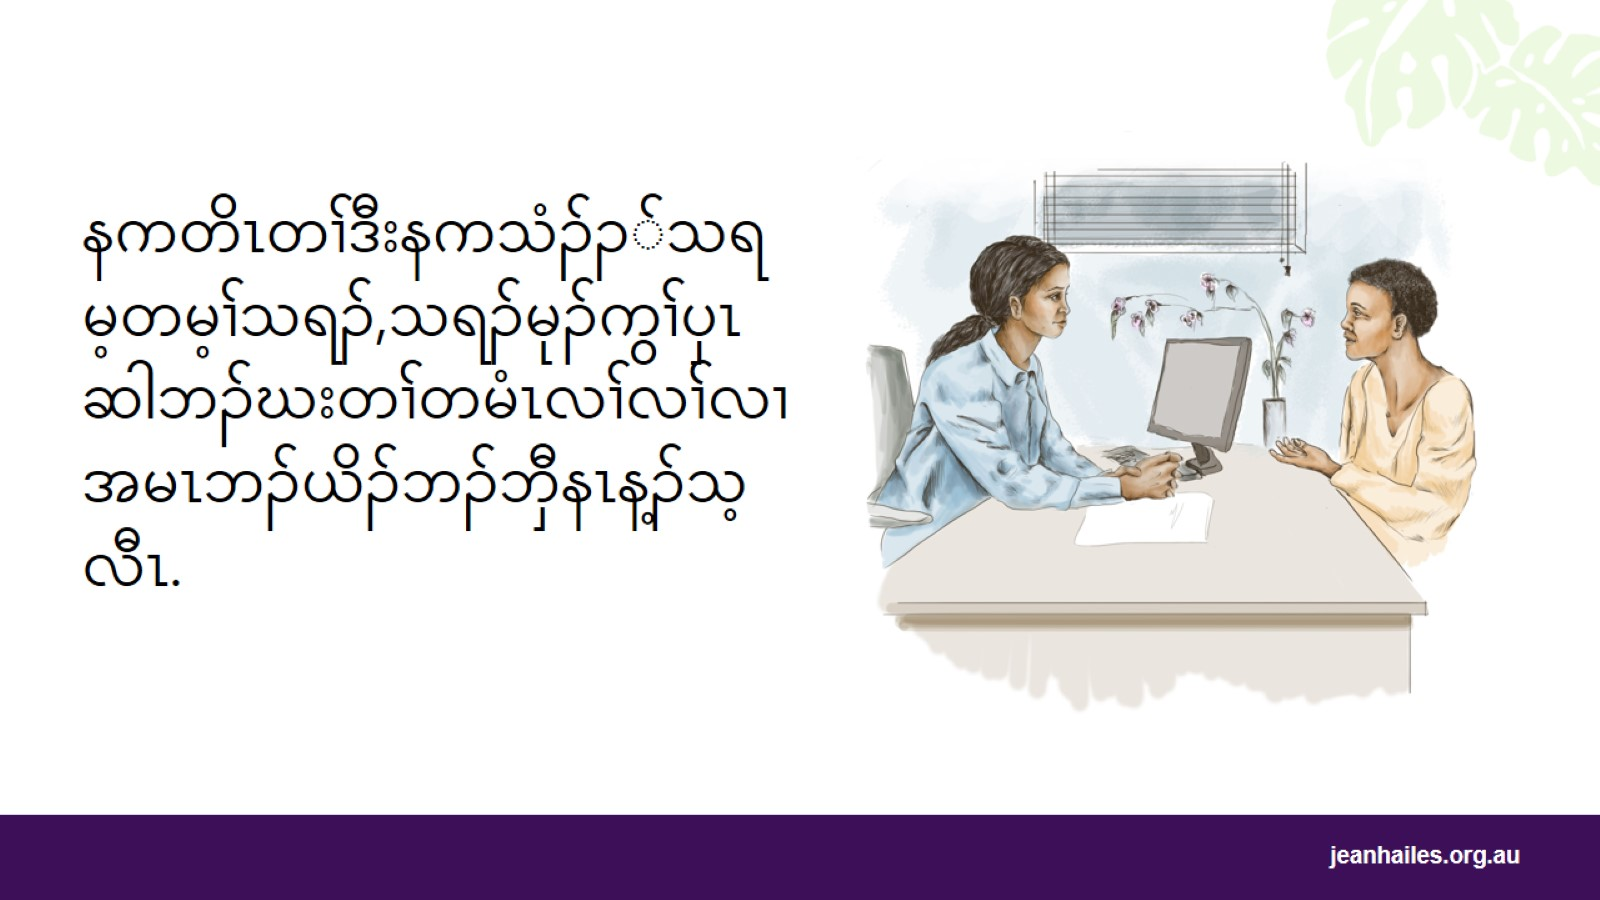 နကတိၤတၢ်ဒီးနကသံၣ်ဉ်သရ
မ့တမ့ၢ်သရၣ်,သရၣ်မုၣ်ကွၢ်ပှၤ
ဆါဘၣ်ဃးတၢ်တမံၤလၢ်လၢ်လၢ
အမၤဘၣ်ယိၣ်ဘၣ်ဘှီနၤန့ၣ်သ့
လီၤ.
jeanhailes.org.au